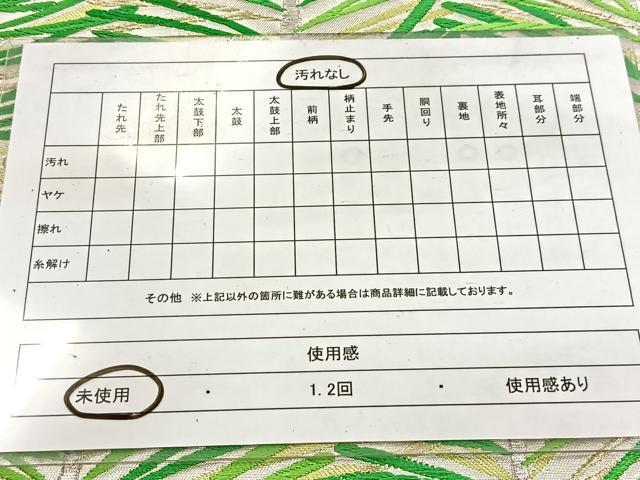 汚れなし
たれ先 たれ先上部 太鼓下部 太鼓 太鼓上部 前柄 柄止まり 手先 胴回り 裏地 表地所々 耳部分 端部分
汚れ
ヤケ
擦れ
糸解け
その他 ※上記以外の箇所に難がある場合は商品詳細に記載しております。
使用感
未使用 ・ 1.2回 ・ 使用感あり